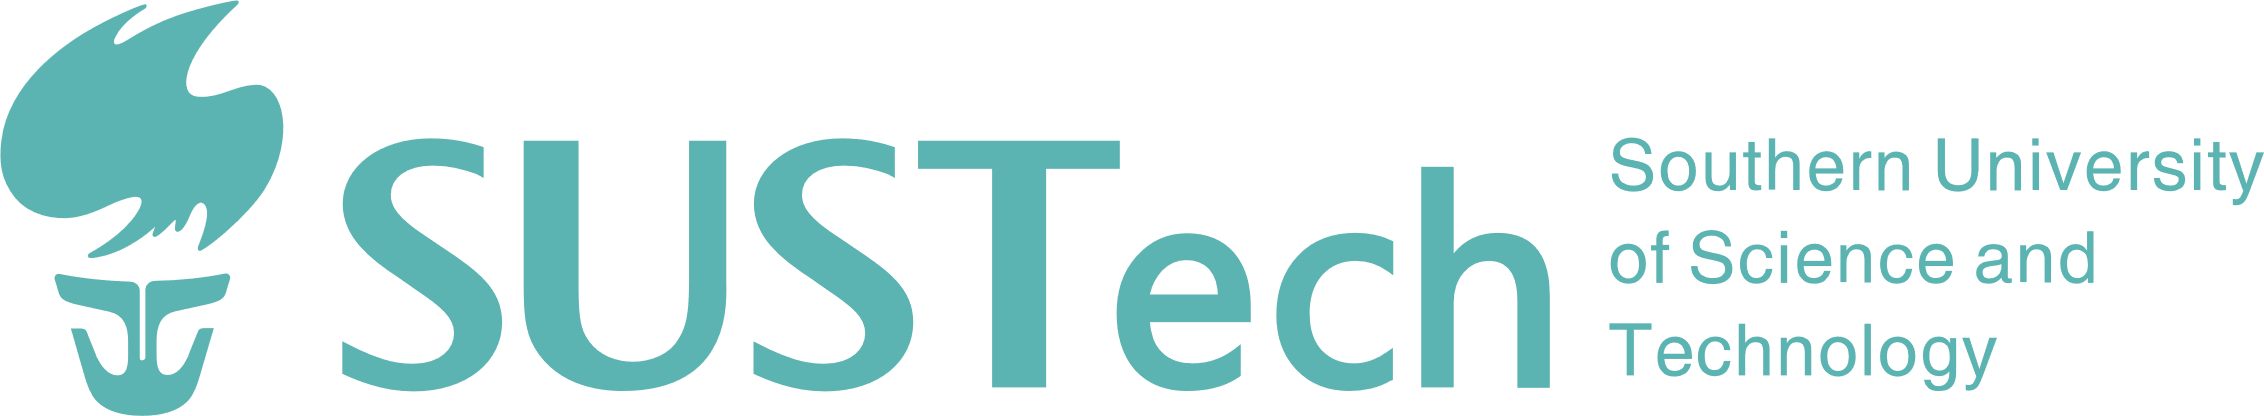 SUSTech
Southern University
of Science and
Technology